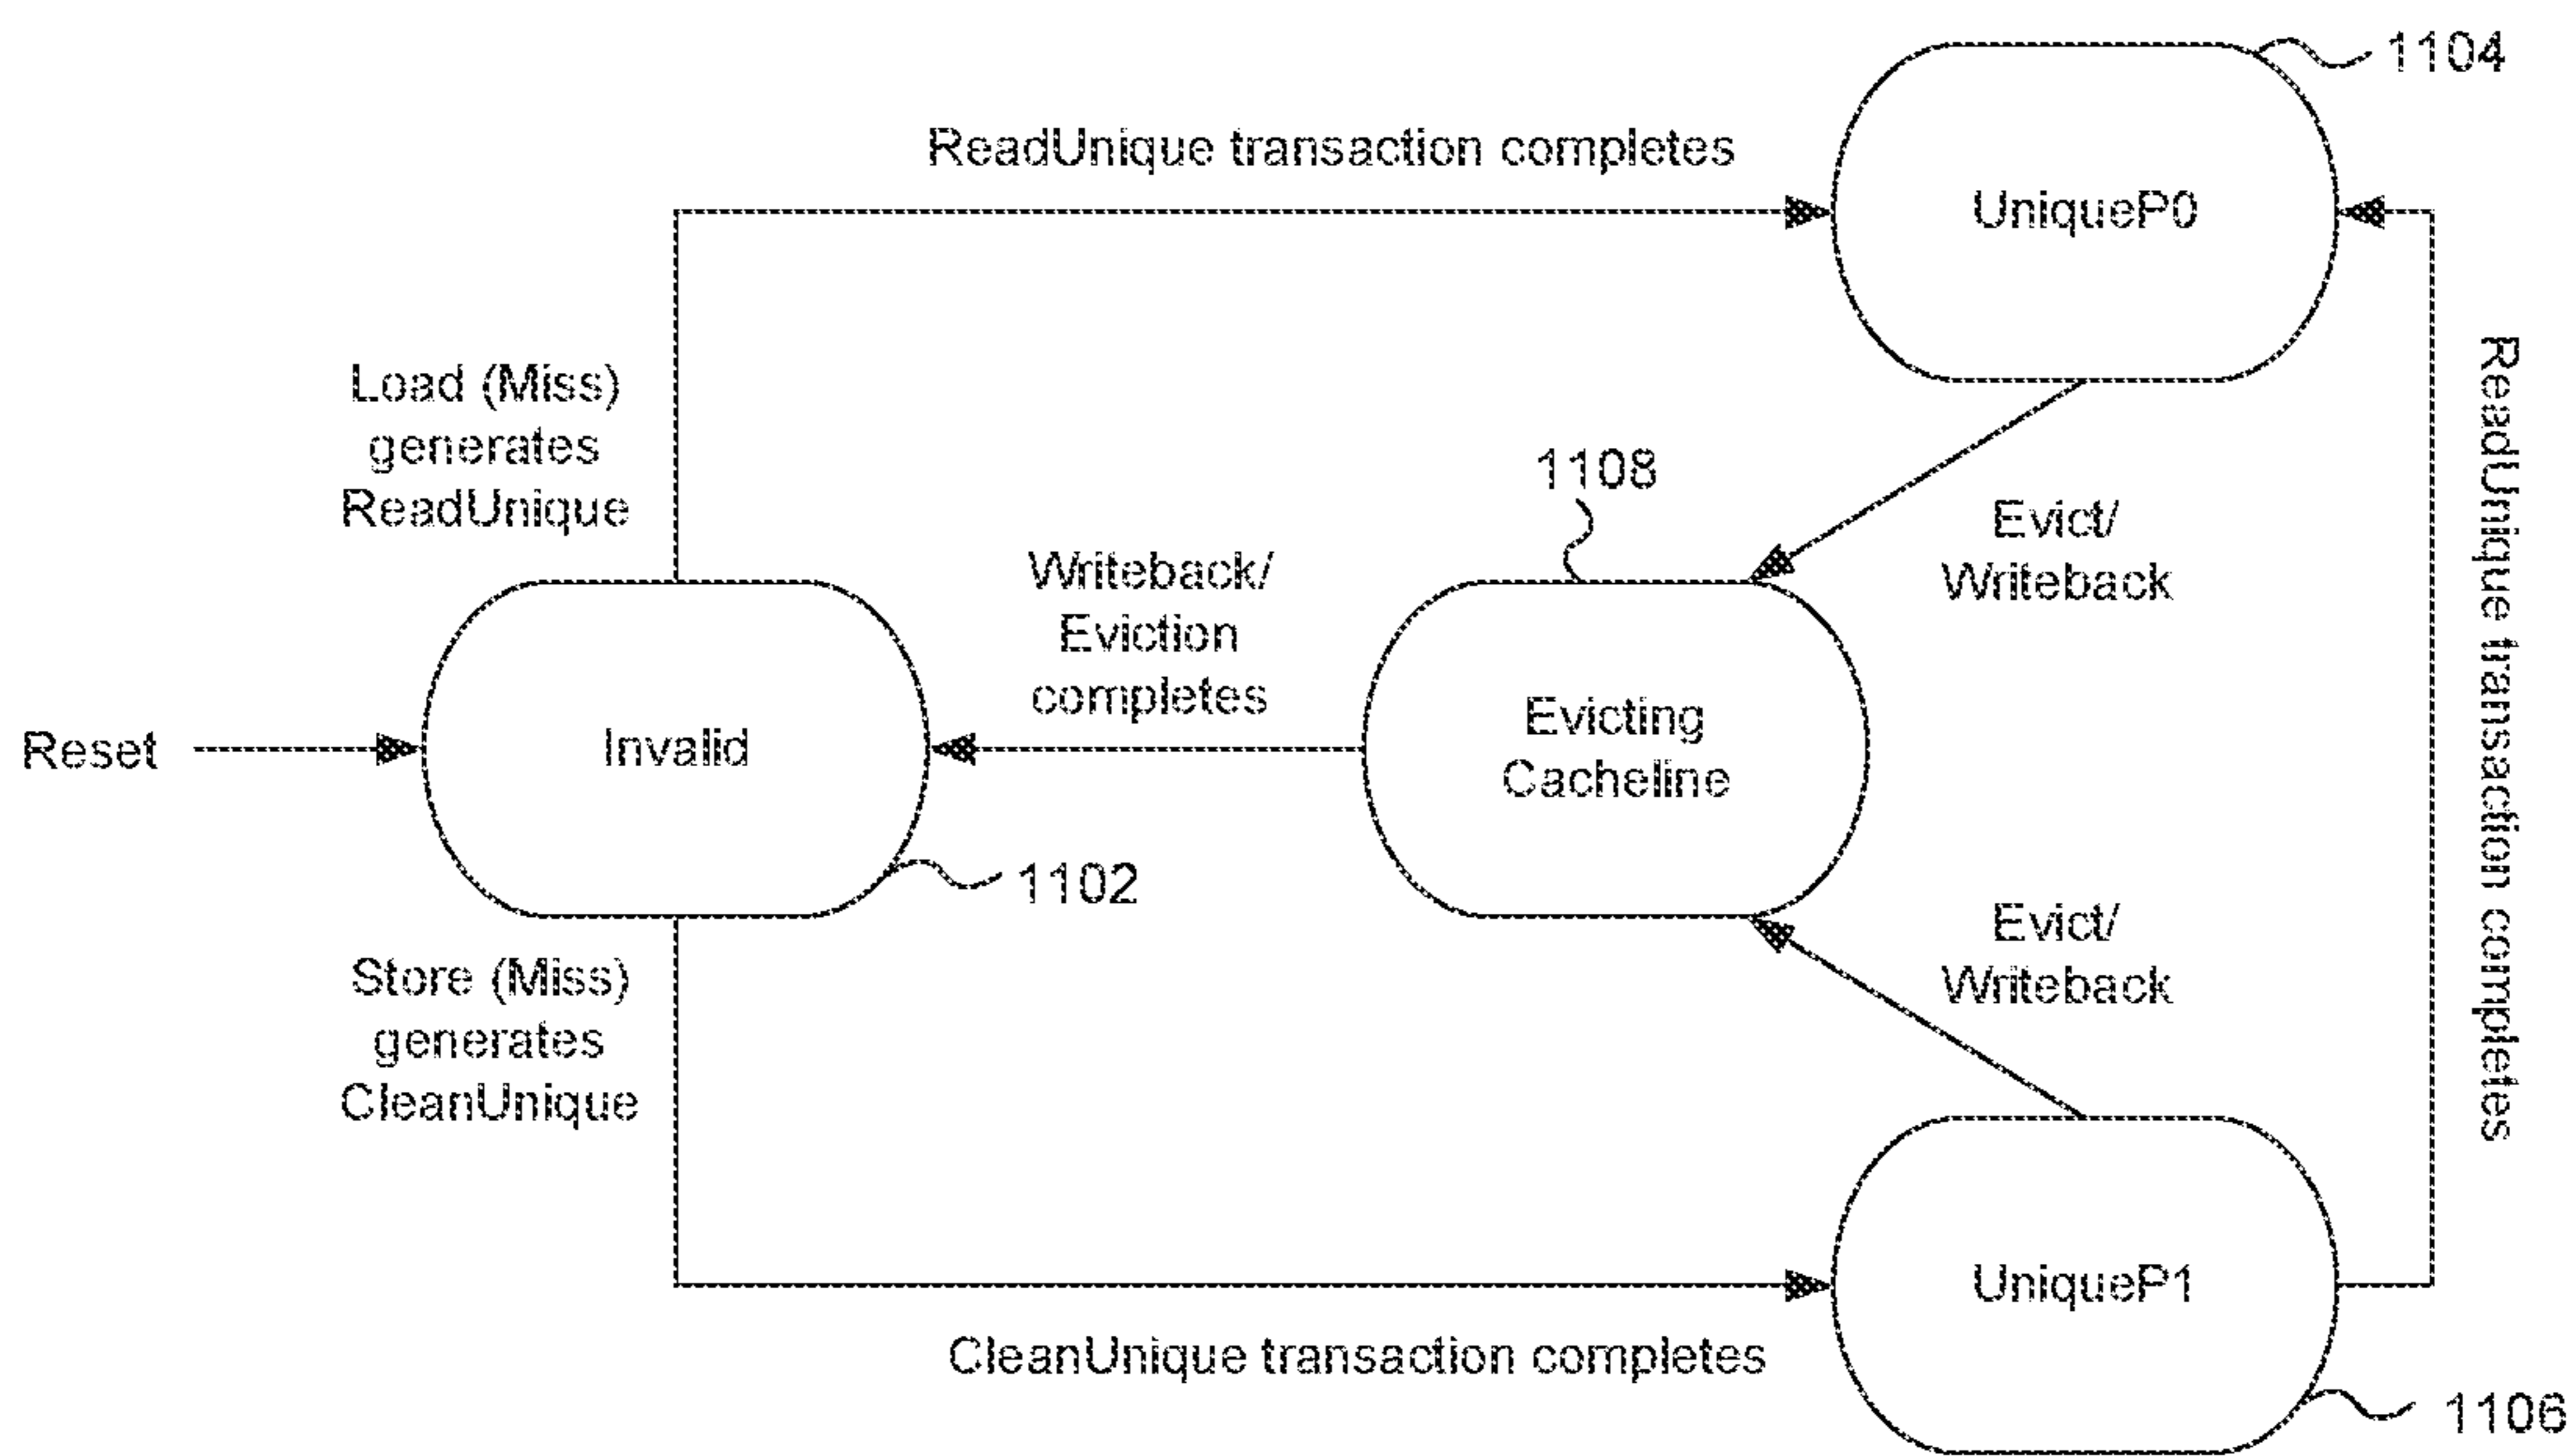 1104
ReadUnique transaction completes
UniqueP0
Load (Miss)
generates
ReadUnique
1108
Evict/
Writeback
Writeback/
Eviction
completes
ReadUnique transaction completes
Reset
Invalid
Evicting
Cacheline
1102
Store (Miss)
generates
CleanUnique
Evict/
Writeback
UniqueP1
CleanUnique transaction completes
1106